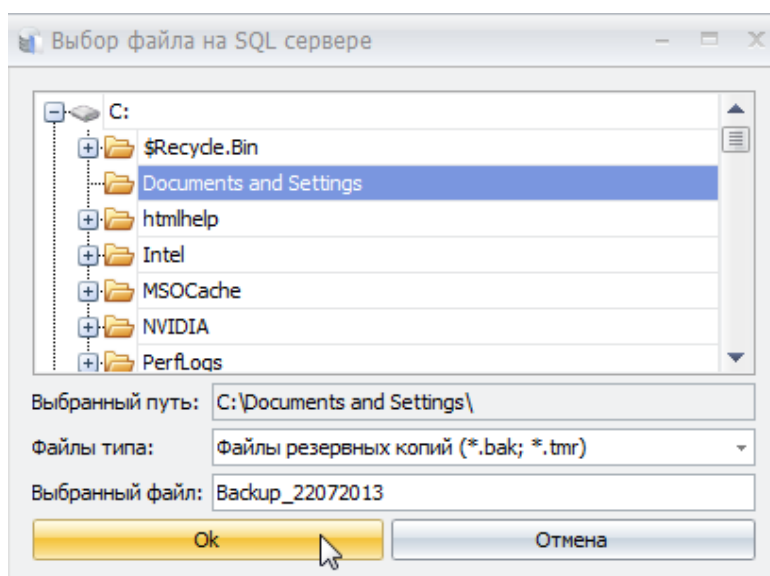 Выбор файла на SQL сервере
C:
$Recycle.Bin
Documents and Settings
htmlhelp
Intel
MSOCache
NVIDIA
PerfLogs
Выбранный путь: C:\Documents and Settings\
Файлы типа: Файлы резервных копий (*.bak; *.tmr)
Выбранный файл: Backup_22072013
Ok Отмена